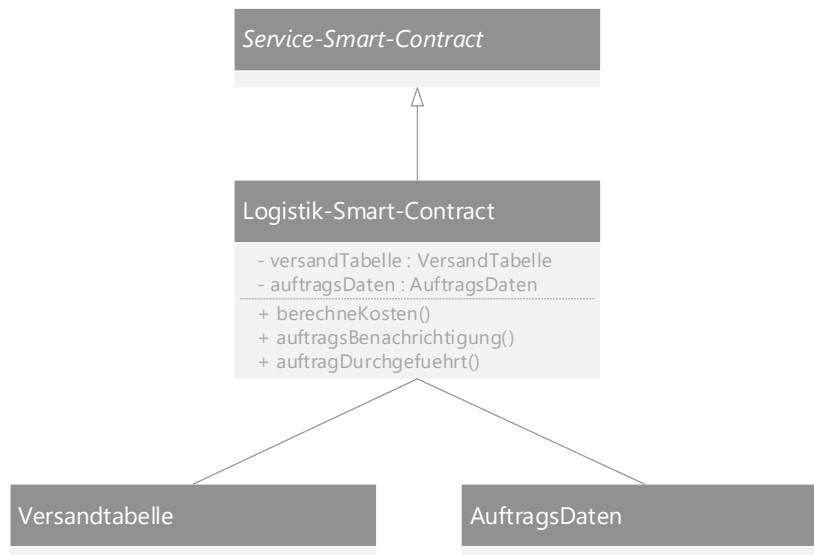 Service-Smart-Contract
Logistik-Smart-Contract
- versandTabelle : VersandTabelle
- auftragsDaten : AuftragsDaten
+ berechneKosten()
+ auftragsBenachrichtigung()
+ auftragDurchgefuehrt()
Versandtabelle
AuftragsDaten